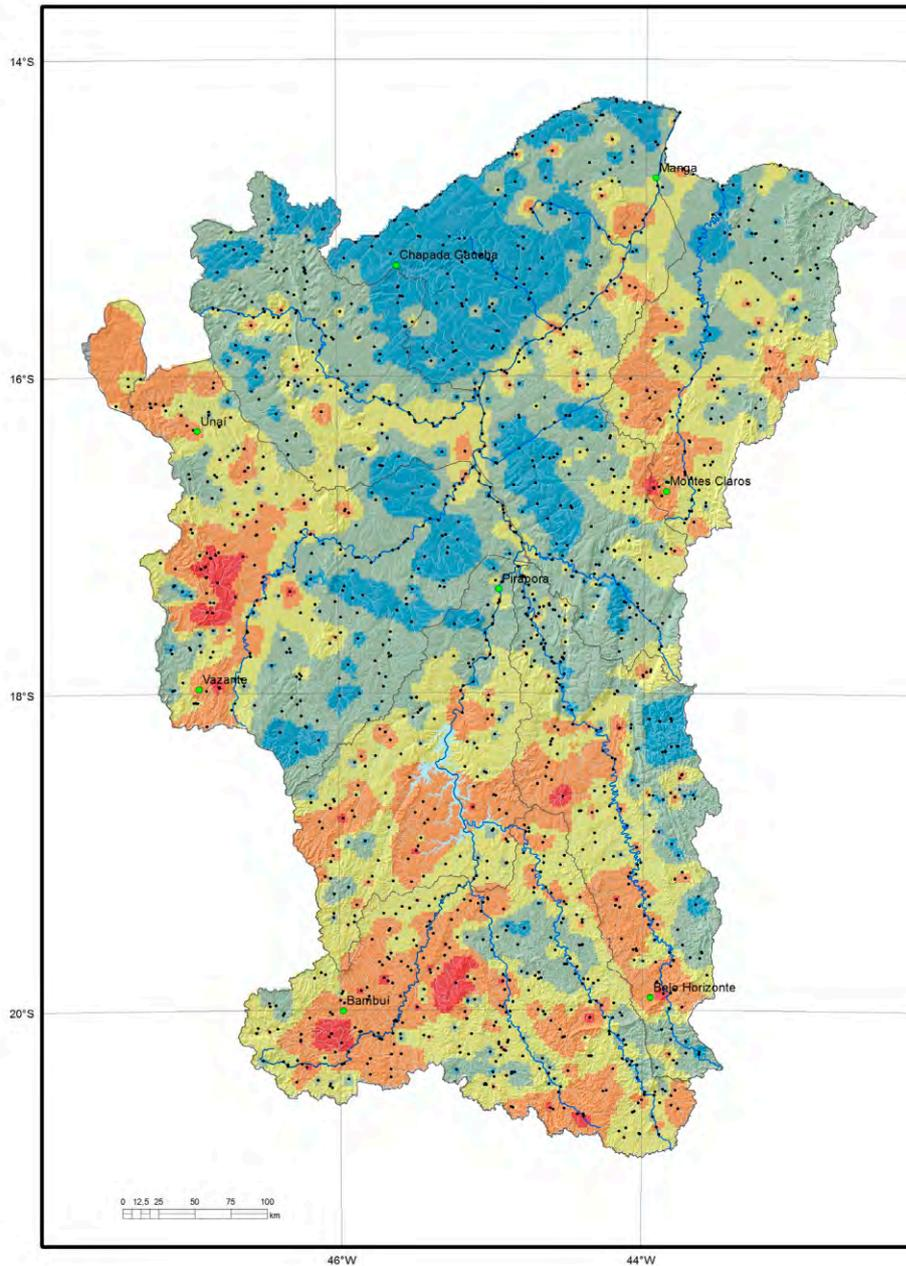 14°S
Manga
Chapada Gaúcha
16°S
Unaí
Montes Claros
Pirapora
18°S
Vazante
Belo Horizonte
20°S
Bambuí
0 12,5 25 50 75 100
km
46°W 44°W